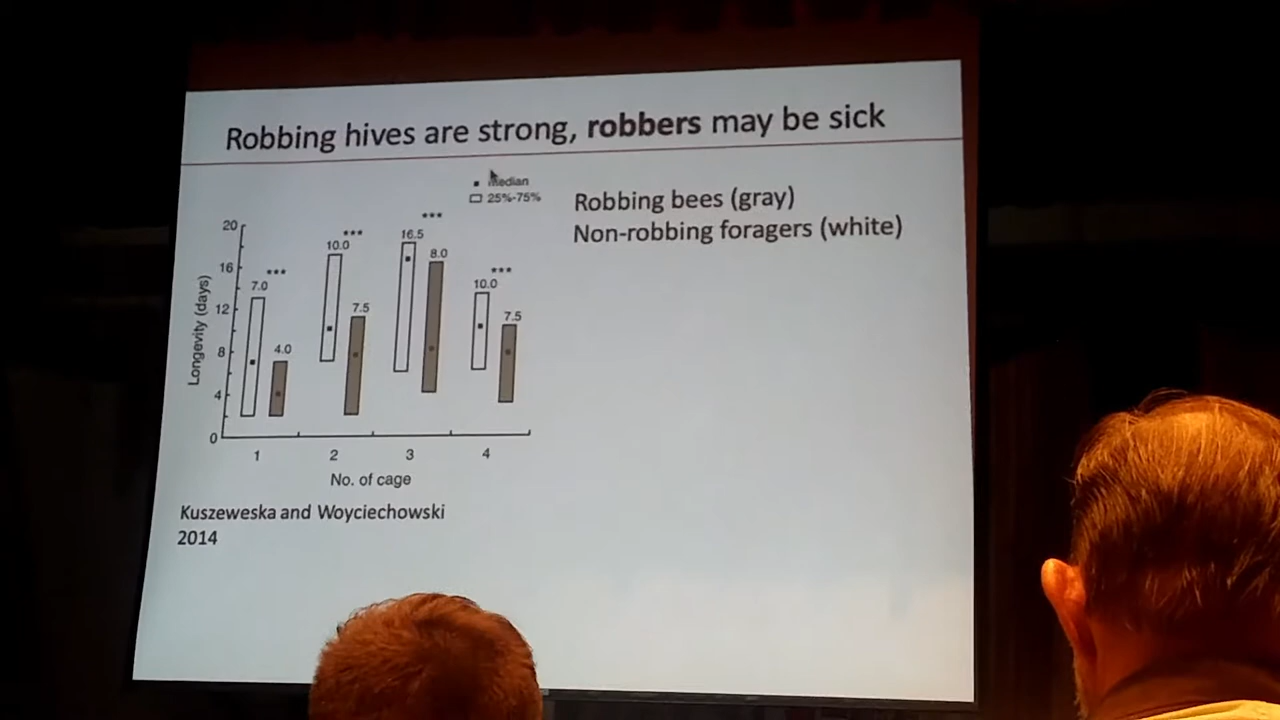 Robbing hives are strong, robbers may be sick
median
25%-75%
Robbing bees (gray)
Non-robbing foragers (white)
Longevity (days)
20
16
12
8
4
0
7.0
***
4.0
10.0
***
7.5
16.5
***
8.0
10.0
***
7.5
1 2 3 4
No. of cage
Kuszeweska and Woyciechowski
2014